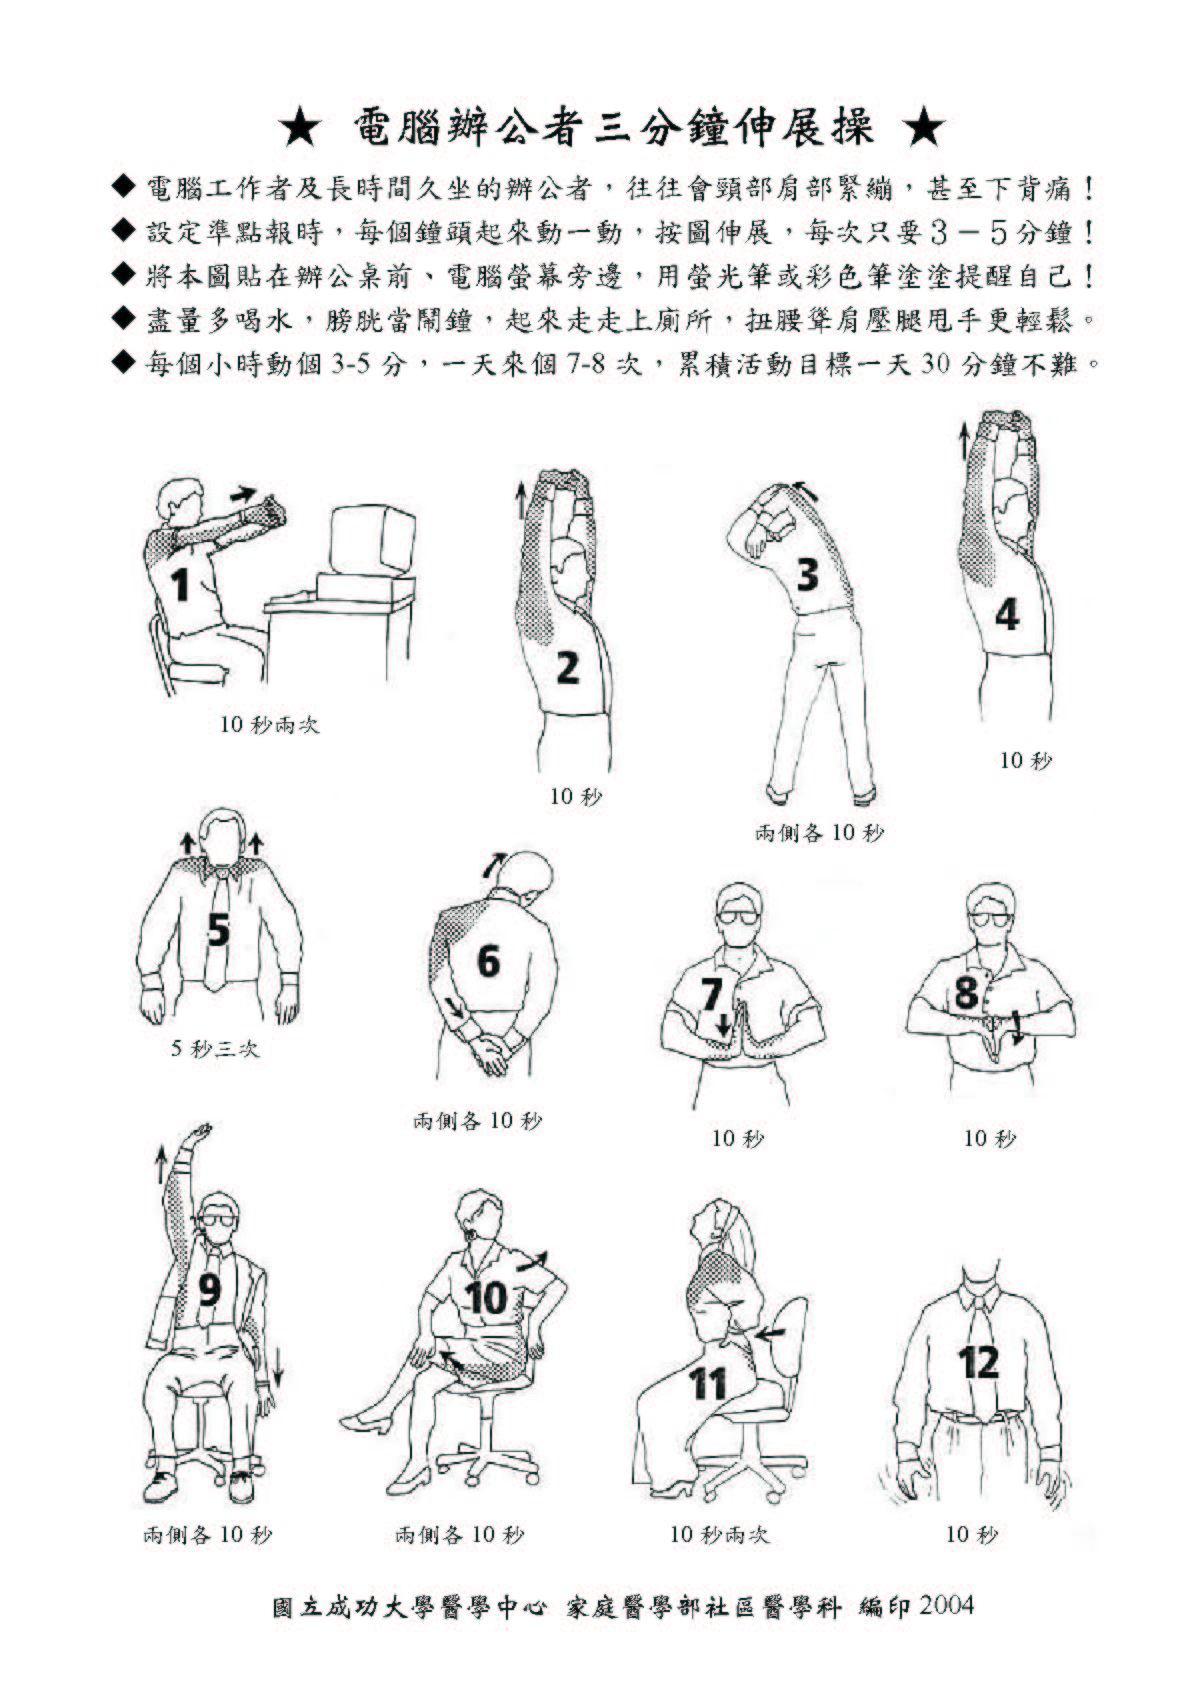 ★ 電腦辦公者三分鐘伸展操 ★
◆ 電腦工作者及長時間久坐的辦公者，往往會頸部肩部緊繃，甚至下背痛！
◆ 設定準點報時，每個鐘頭起來動一動，按圖伸展，每次只要３－５分鐘！
◆ 將本圖貼在辦公桌前、電腦螢幕旁邊，用螢光筆或彩色筆塗塗提醒自己！
◆ 盡量多喝水，膀胱當鬧鐘，起來走走上廁所，扭腰聳肩壓腿甩手更輕鬆。
◆ 每個小時動個 3-5 分，一天來個 7-8 次，累積活動目標一天 30 分鐘不難。
1
10 秒兩次
2
10 秒
3
兩側各 10 秒
4
10 秒
5
5 秒三次
6
兩側各 10 秒
7
10 秒
8
10 秒
9
兩側各 10 秒
10
兩側各 10 秒
11
10 秒兩次
12
10 秒
國立成功大學醫學中心 家庭醫學部社區醫學科 編印 2004